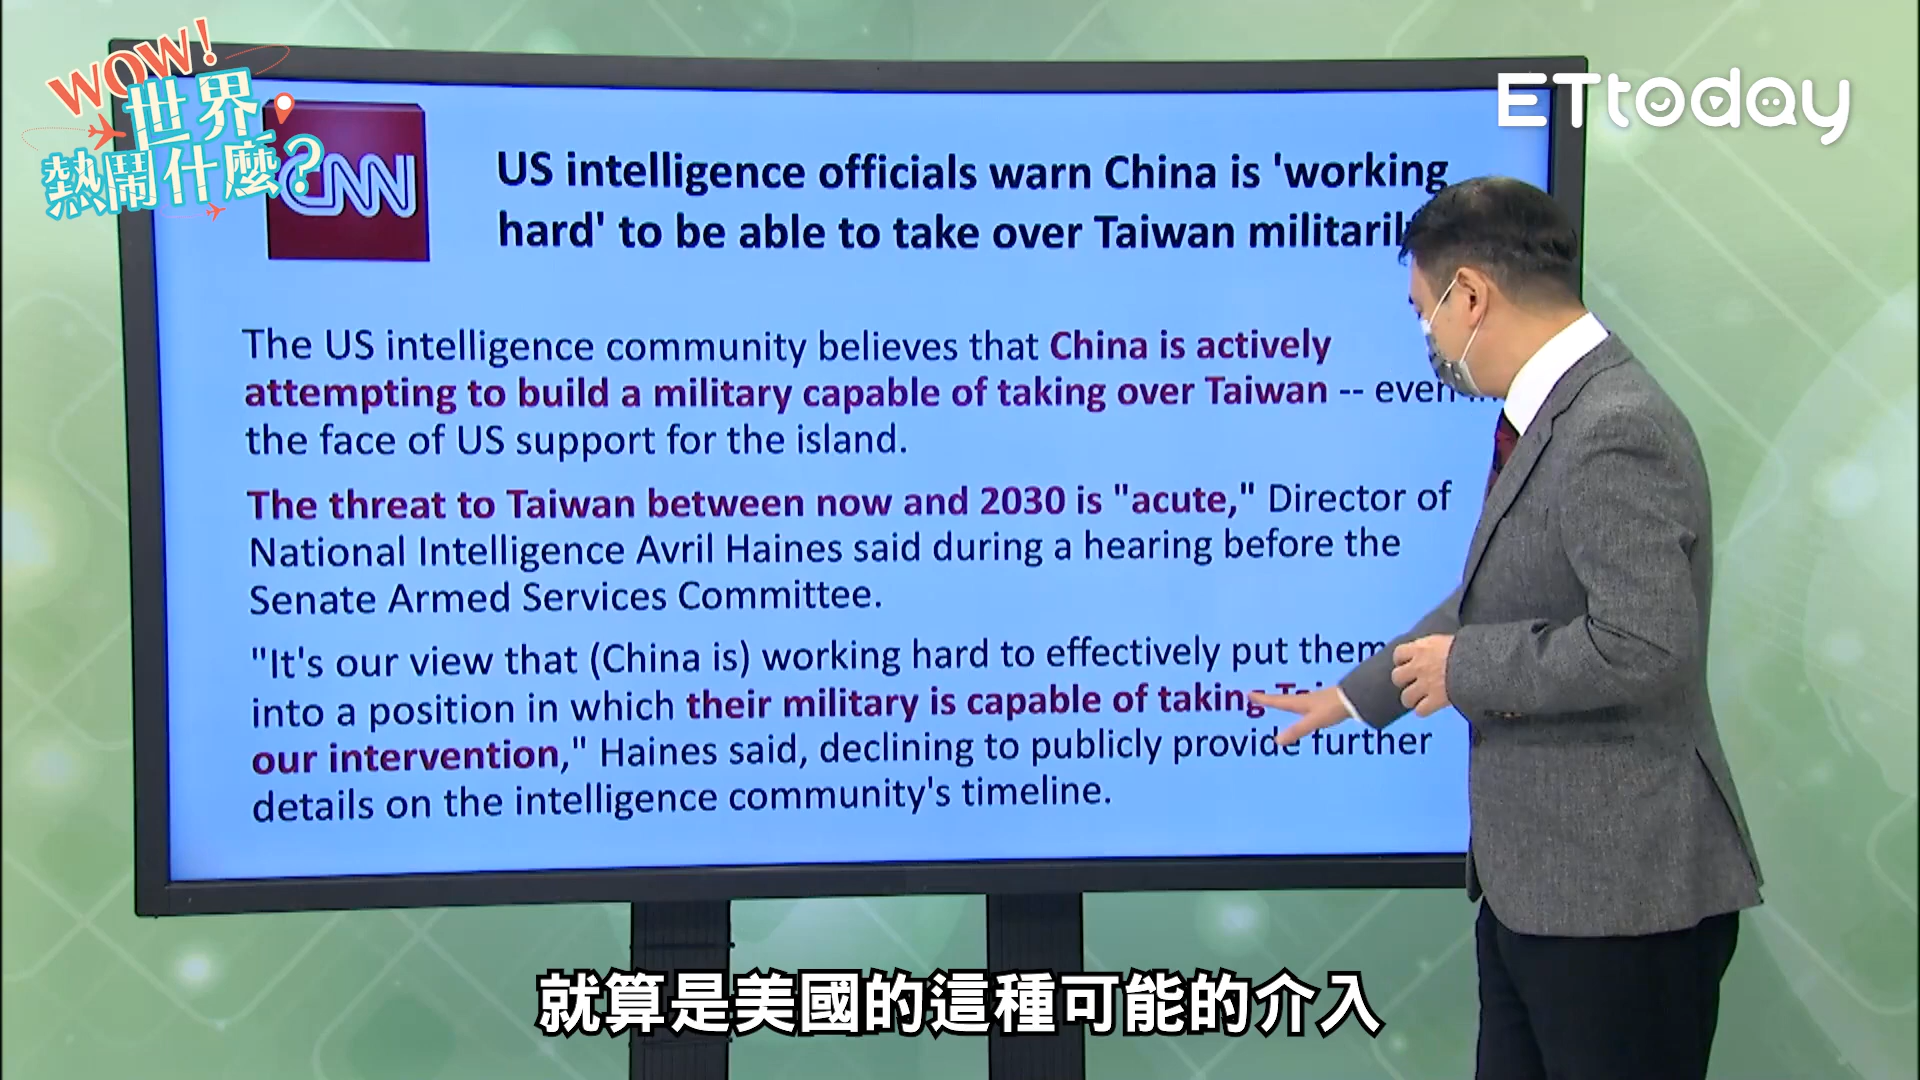 WOW!
世界
熱鬧什麼?
CNN
ETtoday
US intelligence officials warn China is 'working
hard' to be able to take over Taiwan
The US intelligence community believes that China is actively
attempting to build a military capable of taking over Taiwan -- even
the face of US support for the island.
The threat to Taiwan between now and 2030 is "acute," Director of
National Intelligence Avril Haines said during a hearing before the
Senate Armed Services Committee.
"It's our view that (China is) working hard to effectively put
into a position in which their military is capable of taking
our intervention," Haines said, declining to publicly provide further
details on the intelligence community's timeline.
就算是美國的這種可能的介入